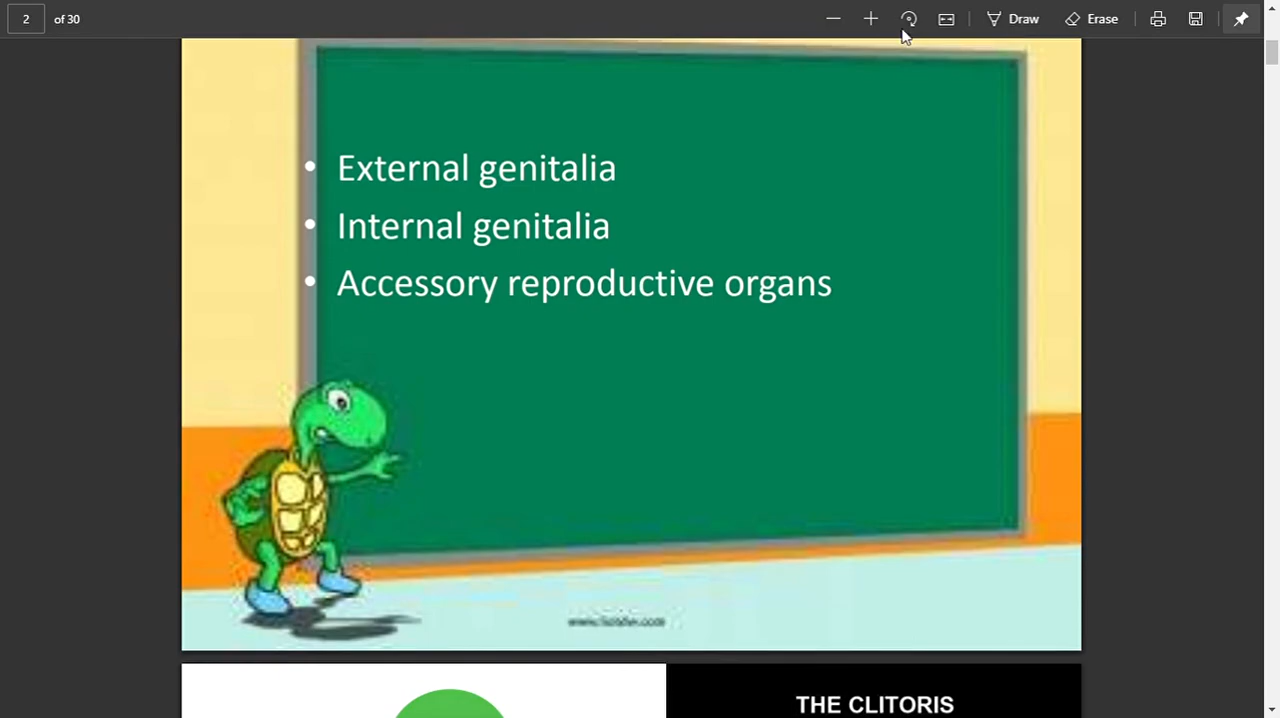 2 of 30 Draw Erase
• External genitalia
• Internal genitalia
• Accessory reproductive organs
THE CLITORIS